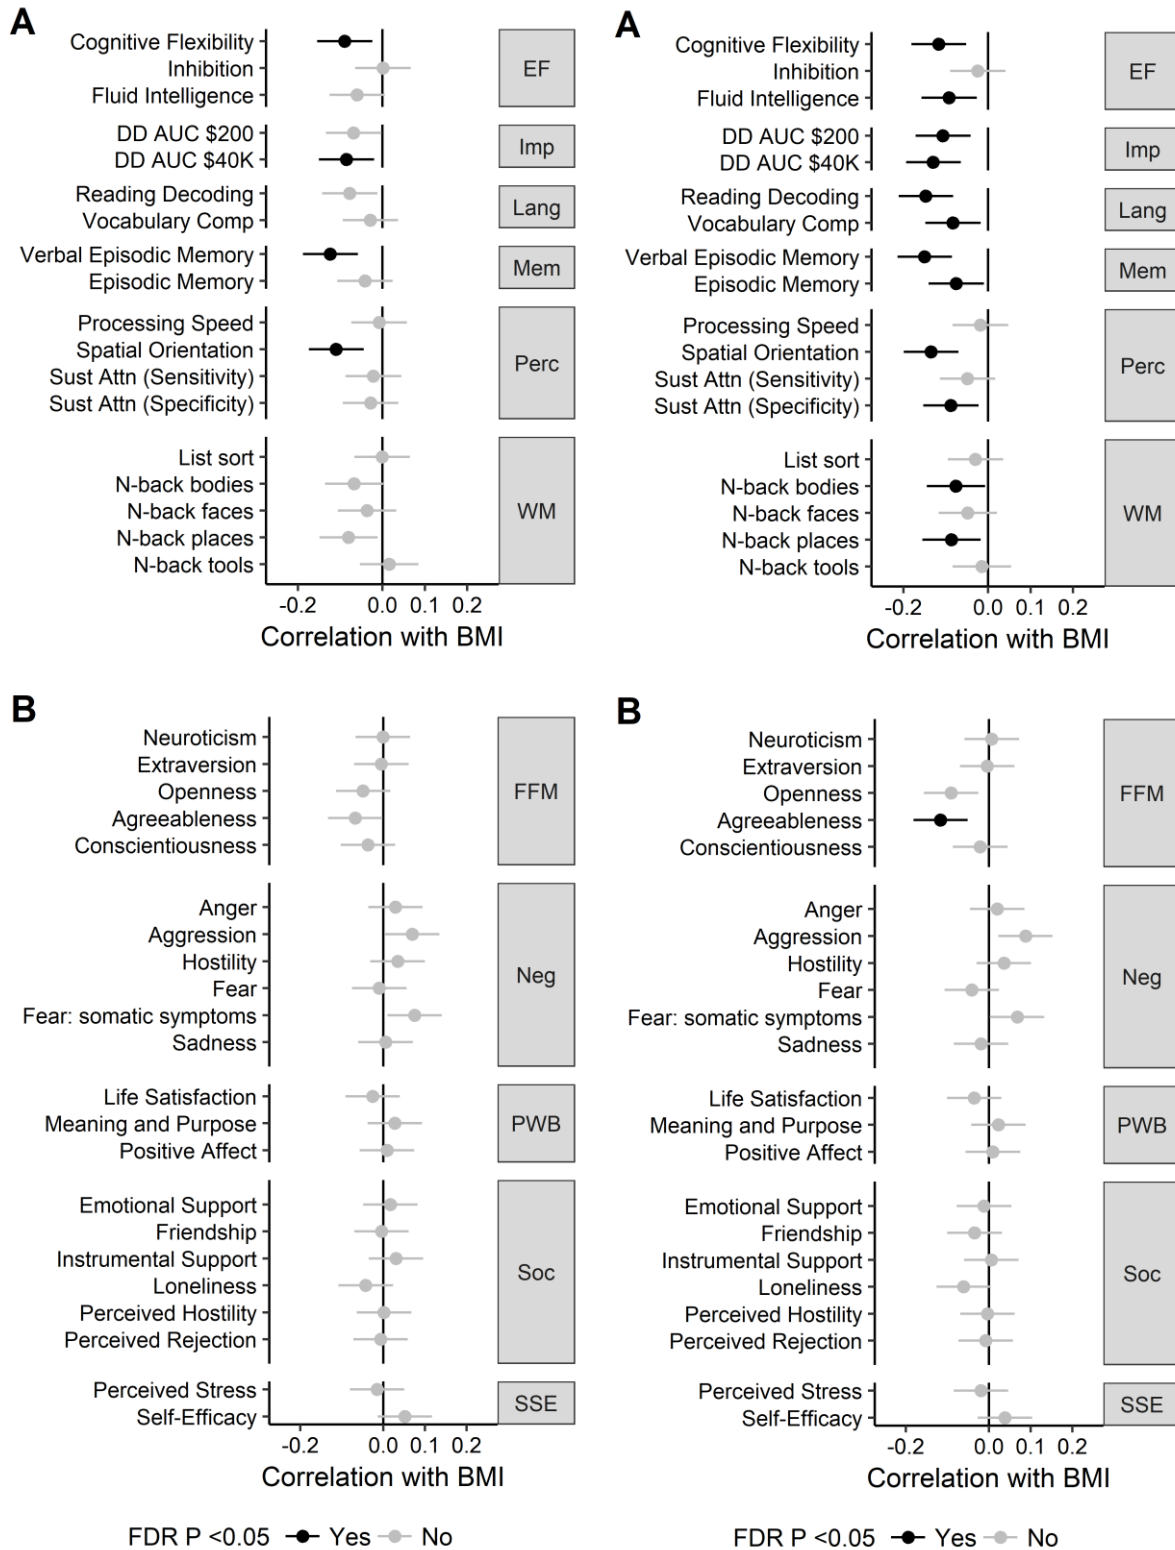 A
Cognitive Flexibility
Inhibition
Fluid Intelligence
EF
DD AUC $200
DD AUC $40K
Imp
Reading Decoding
Vocabulary Comp
Lang
Verbal Episodic Memory
Episodic Memory
Mem
Processing Speed
Spatial Orientation
Sust Attn (Sensitivity)
Sust Attn (Specificity)
Perc
List sort
N-back bodies
N-back faces
N-back places
N-back tools
WM
-0.2 0.0 0.1 0.2
Correlation with BMI
A
Cognitive Flexibility
Inhibition
Fluid Intelligence
EF
DD AUC $200
DD AUC $40K
Imp
Reading Decoding
Vocabulary Comp
Lang
Verbal Episodic Memory
Episodic Memory
Mem
Processing Speed
Spatial Orientation
Sust Attn (Sensitivity)
Sust Attn (Specificity)
Perc
List sort
N-back bodies
N-back faces
N-back places
N-back tools
WM
-0.2 0.0 0.1 0.2
Correlation with BMI
B
Neuroticism
Extraversion
Openness
Agreeableness
Conscientiousness
FFM
Anger
Aggression
Hostility
Fear
Fear: somatic symptoms
Sadness
Neg
Life Satisfaction
Meaning and Purpose
Positive Affect
PWB
Emotional Support
Friendship
Instrumental Support
Loneliness
Perceived Hostility
Perceived Rejection
Soc
Perceived Stress
Self-Efficacy
SSE
-0.2 0.0 0.1 0.2
Correlation with BMI
FDR P <0.05 Yes No
B
Neuroticism
Extraversion
Openness
Agreeableness
Conscientiousness
FFM
Anger
Aggression
Hostility
Fear
Fear: somatic symptoms
Sadness
Neg
Life Satisfaction
Meaning and Purpose
Positive Affect
PWB
Emotional Support
Friendship
Instrumental Support
Loneliness
Perceived Hostility
Perceived Rejection
Soc
Perceived Stress
Self-Efficacy
SSE
-0.2 0.0 0.1 0.2
Correlation with BMI
FDR P <0.05 Yes No